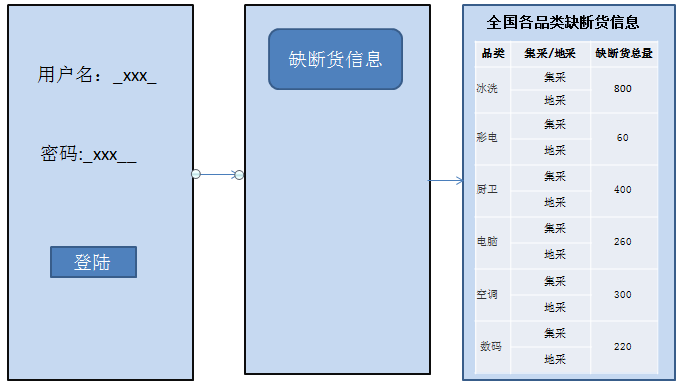 用户名：_xxx_
密码:_xxx__
登陆
缺断货信息
全国各品类缺断货信息
品类 集采/地采 缺断货总量
冰洗 集采 800
地采
彩电 集采 60
地采
厨卫 集采 400
地采
电脑 集采 260
地采
空调 集采 300
地采
数码 集采 220
地采